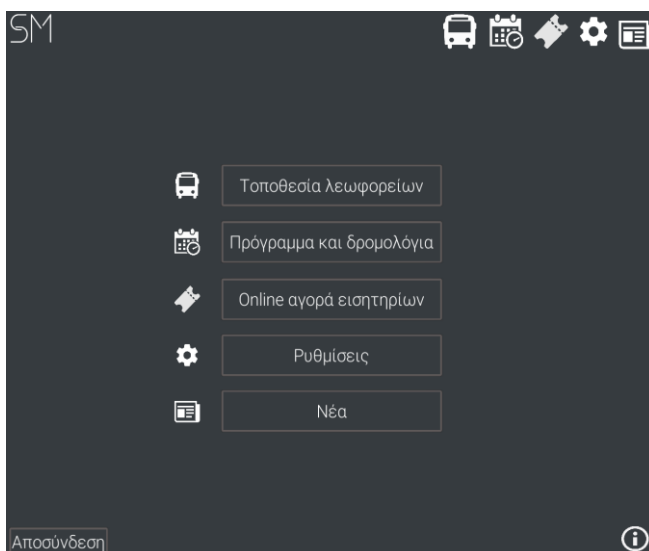 SM
Τοποθεσία λεωφορείων
Πρόγραμμα και δρομολόγια
Online αγορά εισητηρίων
Ρυθμίσεις
Νέα
Αποσύνδεση